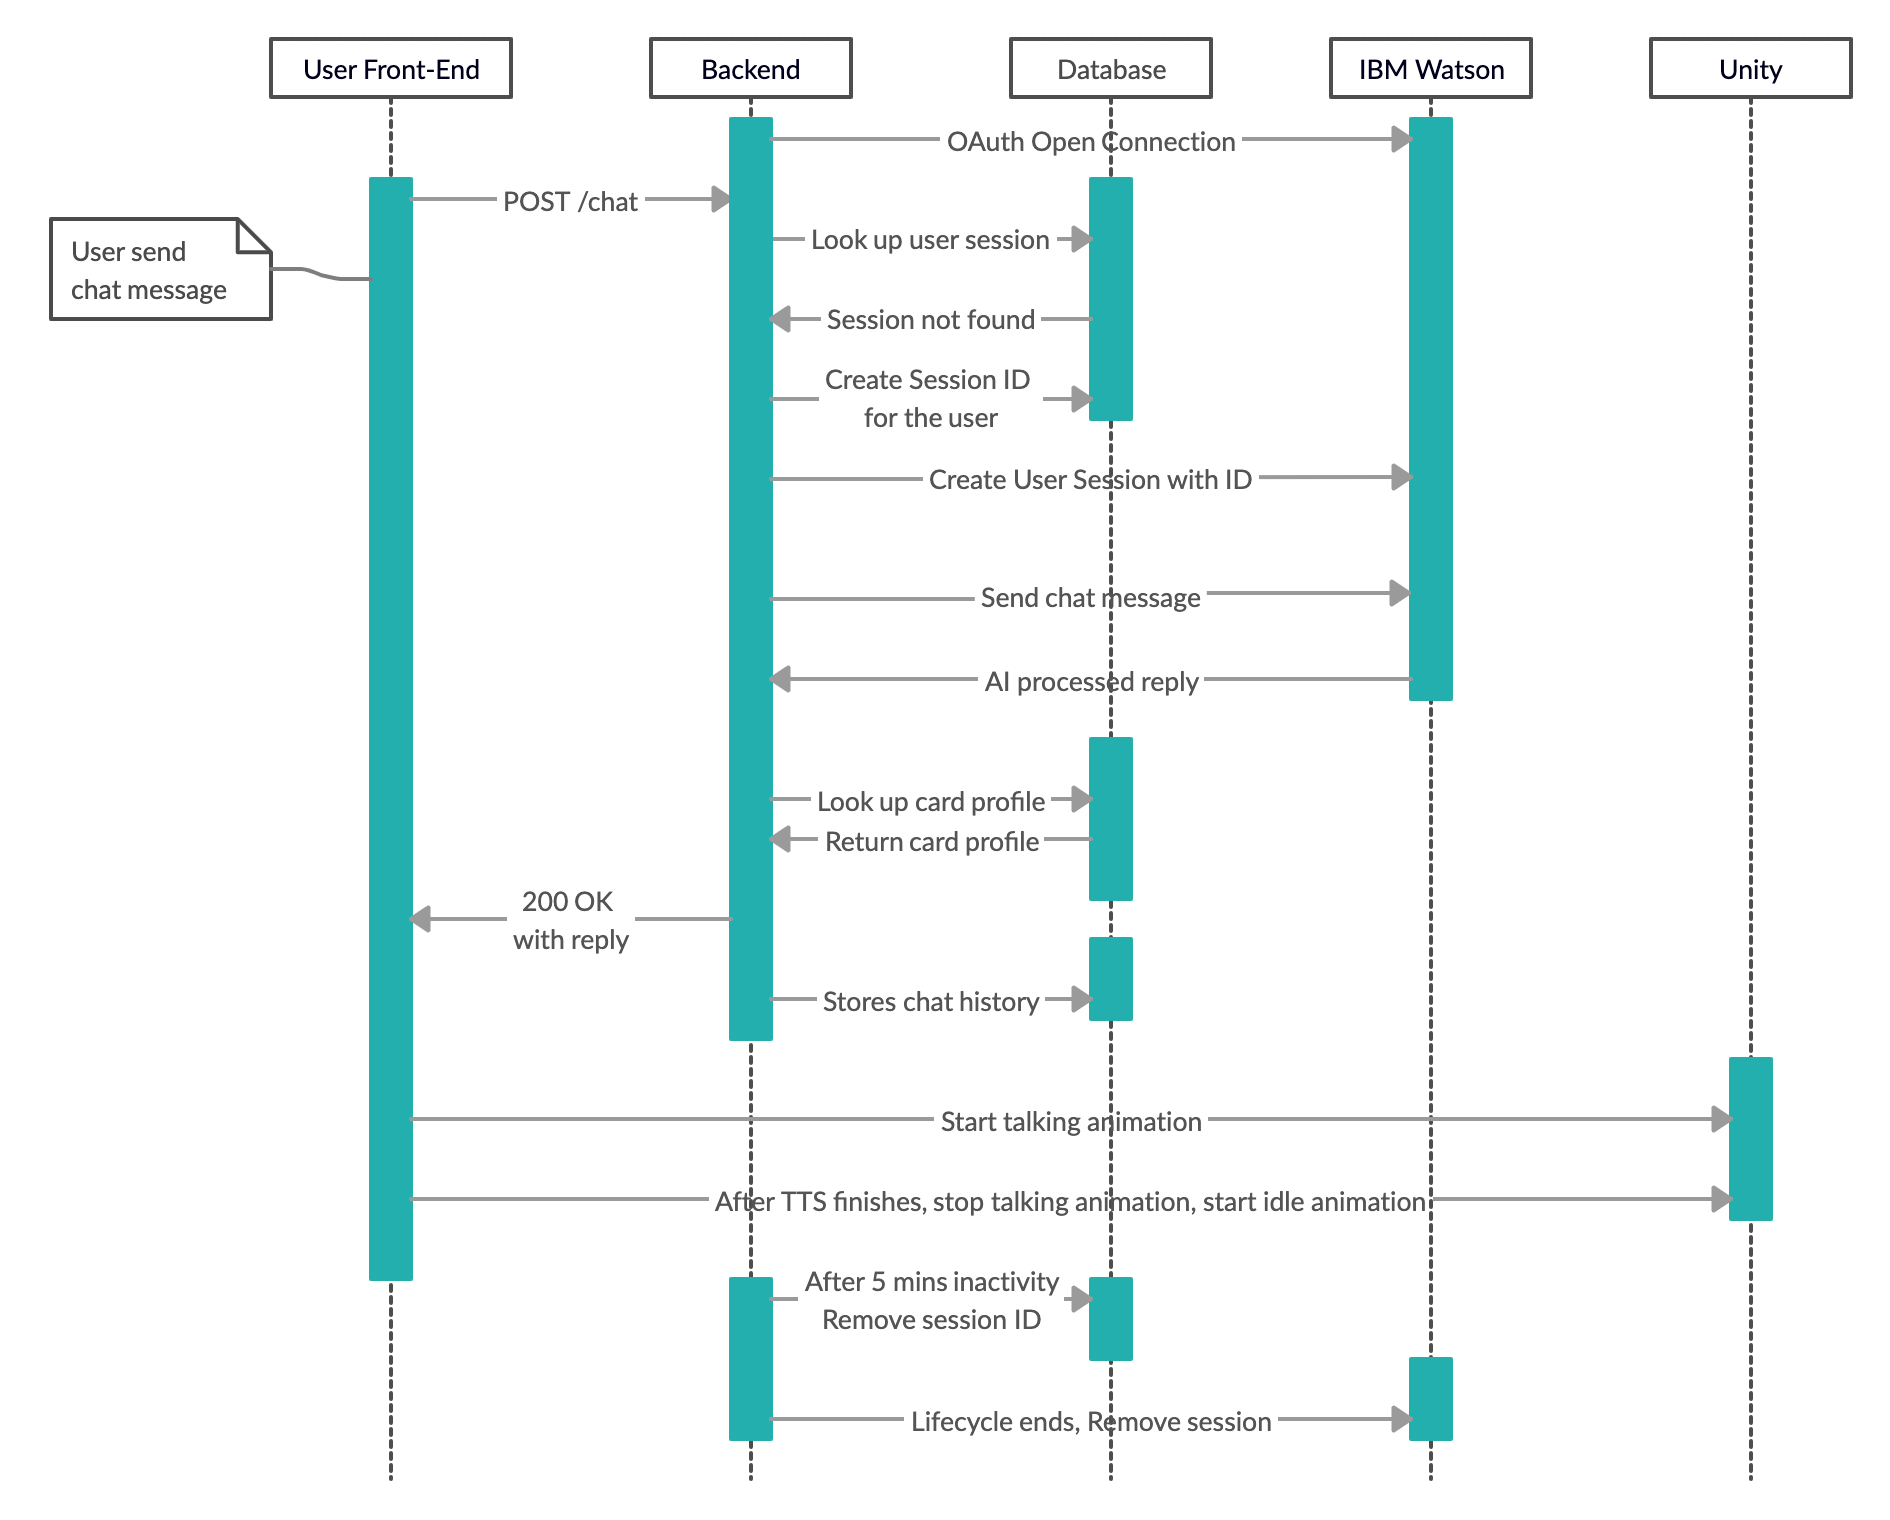 User Front-End
Backend
Database
IBM Watson
Unity
OAuth Open Connection
POST /chat
Look up user session
User send
chat message
Session not found
Create Session ID
for the user
Create User Session with ID
Send chat message
AI processed reply
Look up card profile
Return card profile
200 OK
with reply
Stores chat history
Start talking animation
After TTS finishes, stop talking animation, start idle animation
After 5 mins inactivity
Remove session ID
Lifecycle ends, Remove session